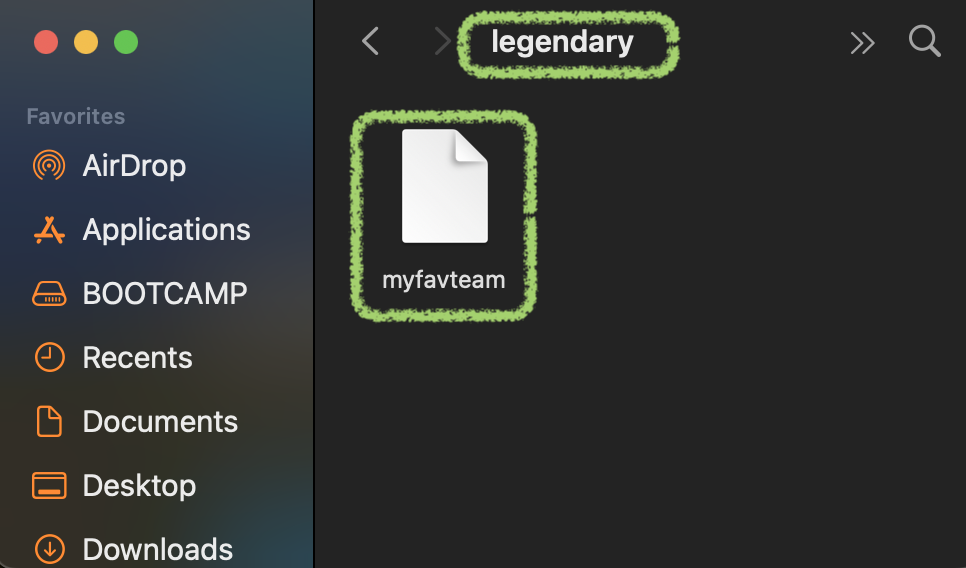 legendary
Favorites
AirDrop
Applications
BOOTCAMP
Recents
Documents
Desktop
Downloads
myfavteam